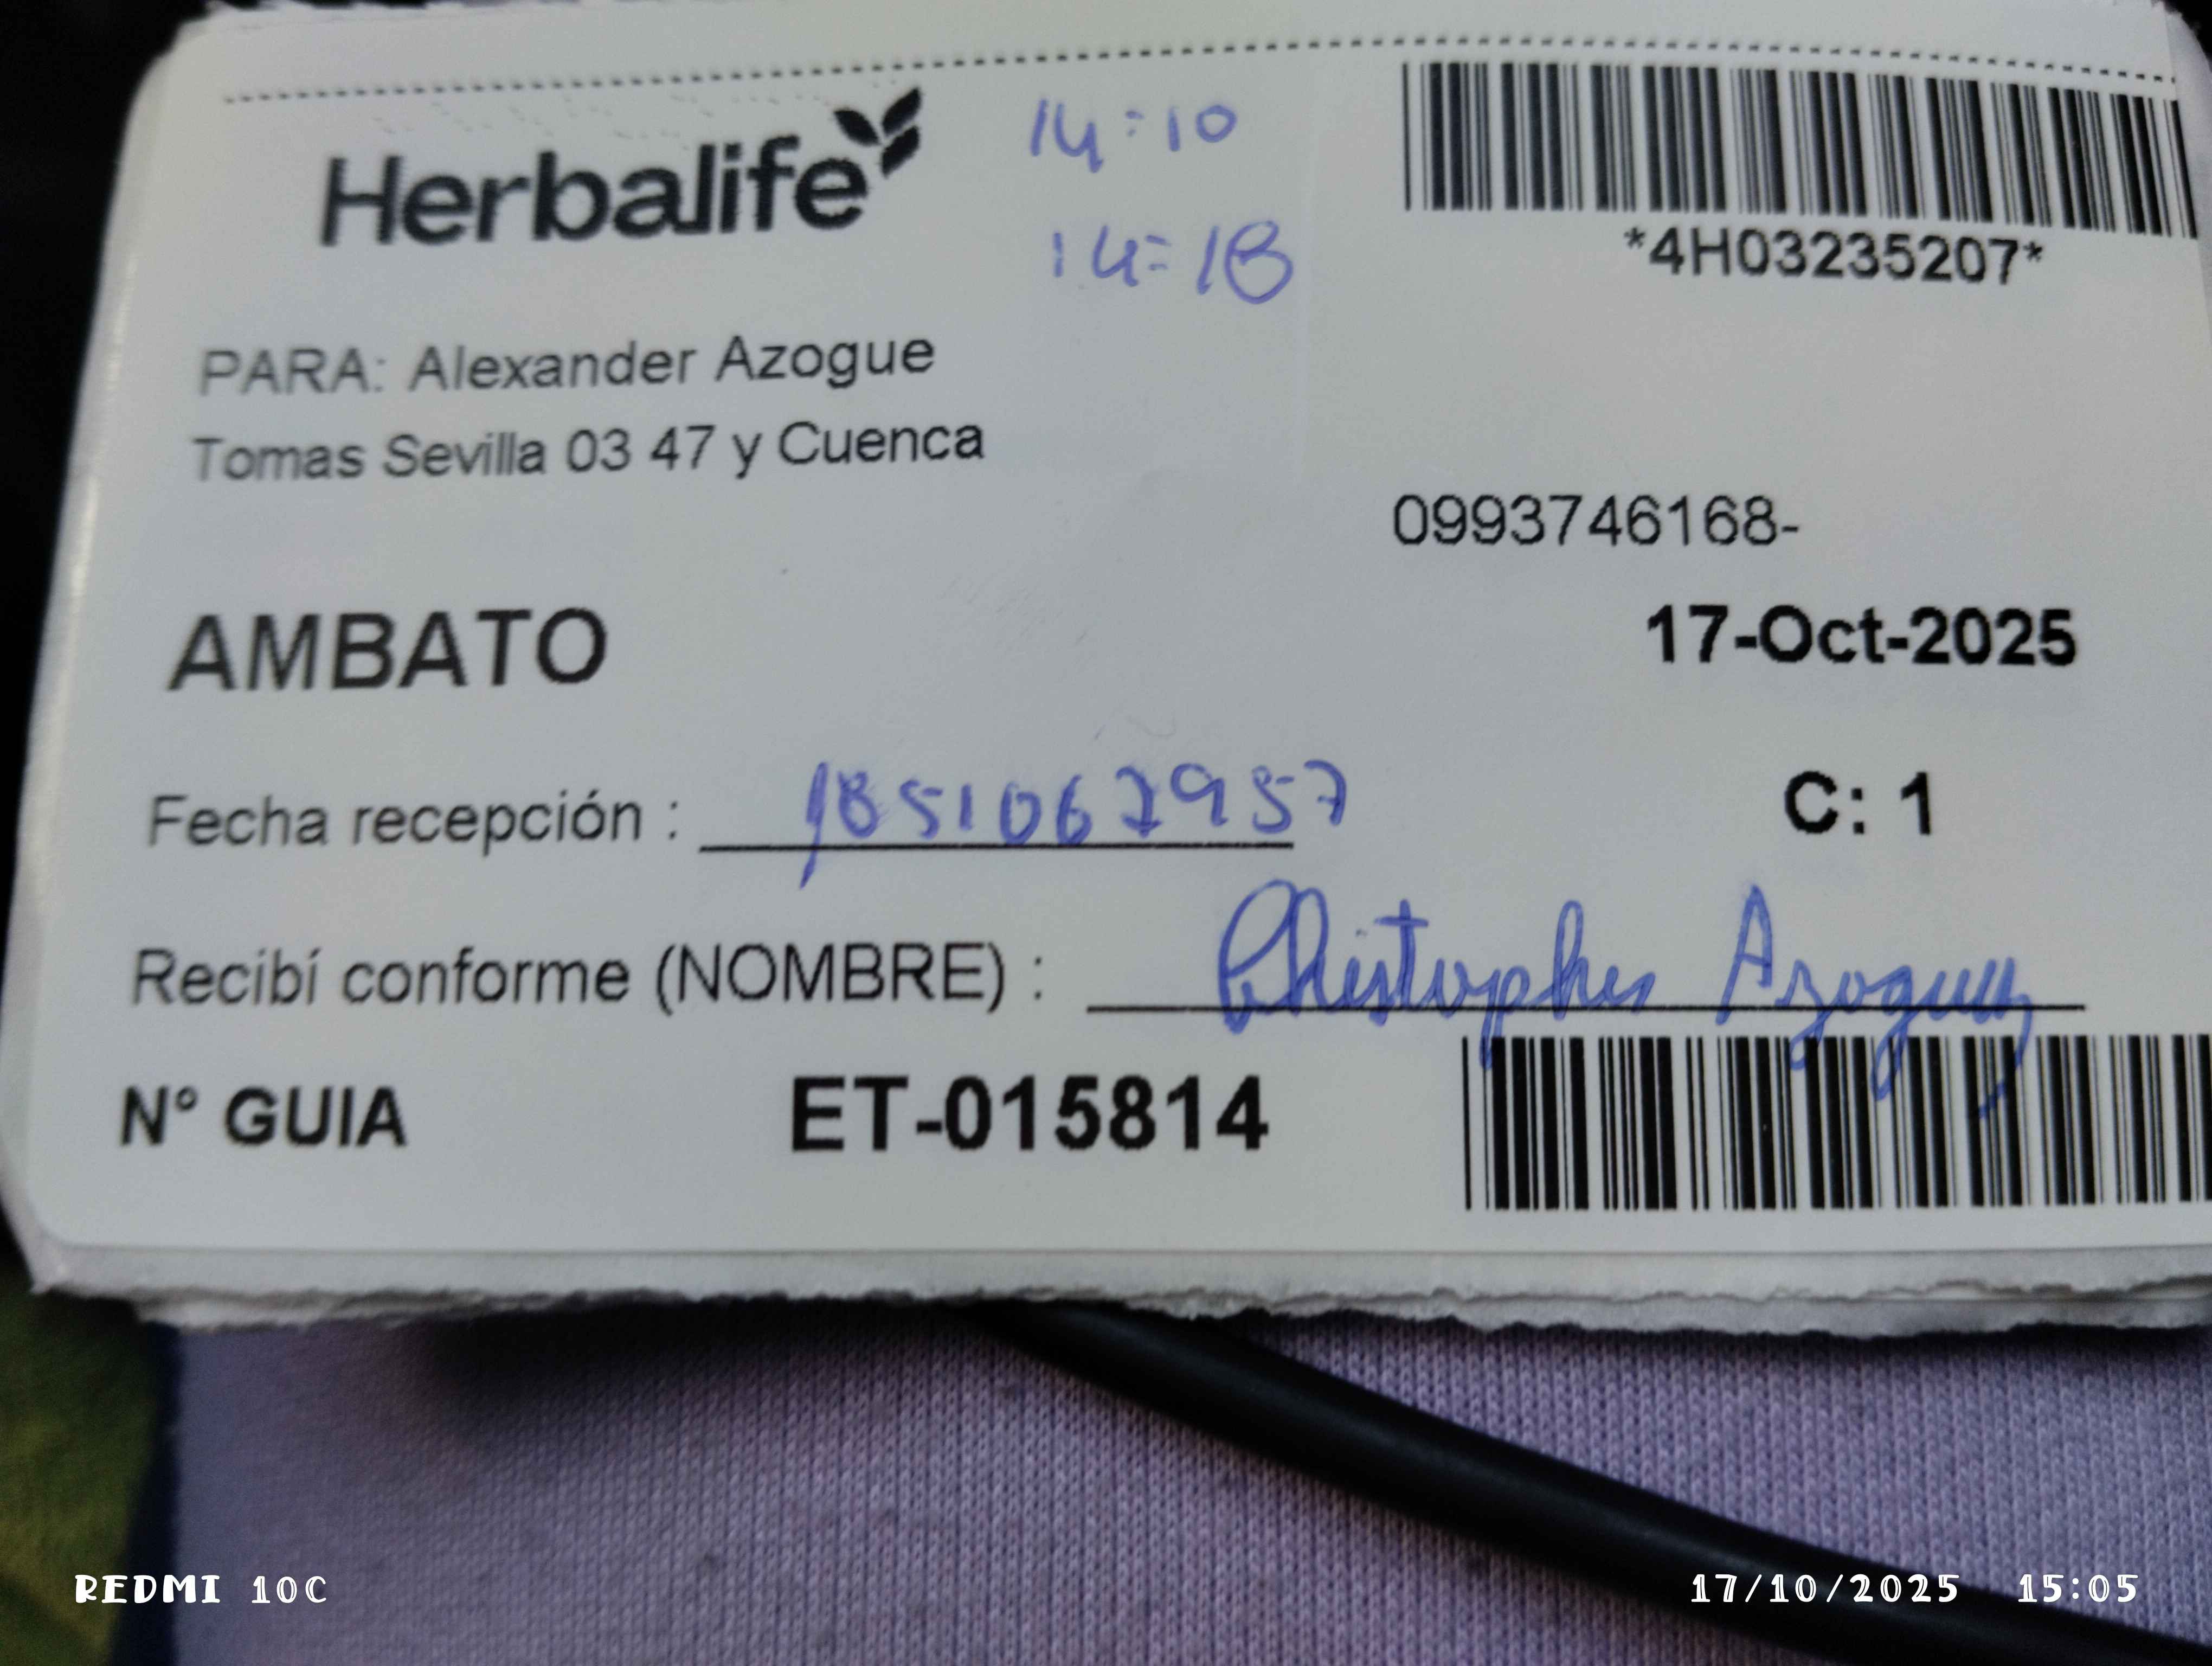 Herbalife
14:10
14:18
*4H03235207*
PARA: Alexander Azogue
Tomas Sevilla 03 47 y Cuenca
0993746168-
AMBATO
17-Oct-2025
Fecha recepción : 1851067957
C: 1
Recibí conforme (NOMBRE) : Christopher Azogue
N° GUIA ET-015814
REDMI 10C
17/10/2025 15:05